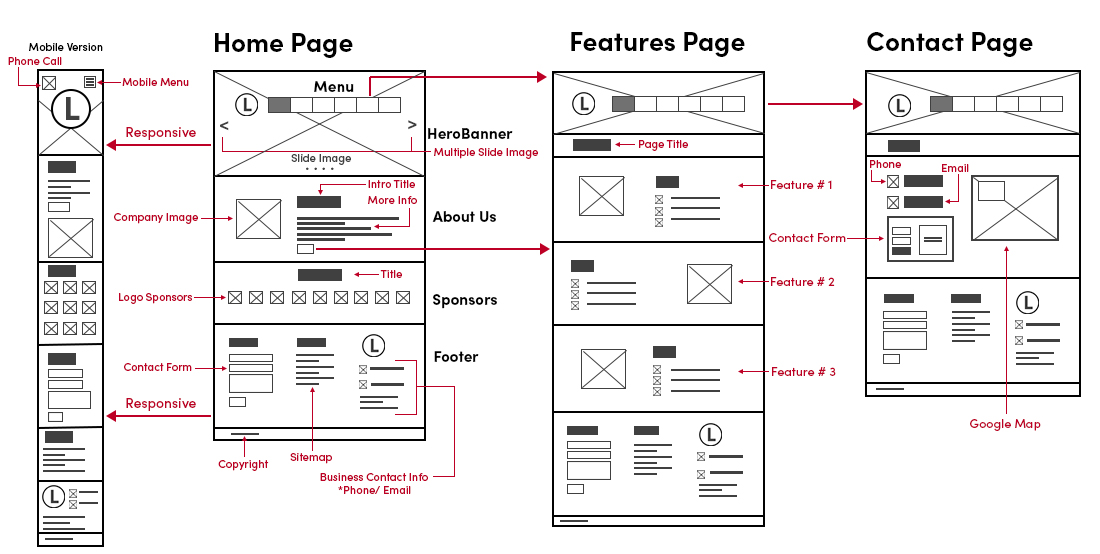 Mobile Version
Phone Call
Mobile Menu
L
Responsive
Responsive
Home Page
Menu
L
<
>
HeroBanner
Multiple Slide Image
Slide Image
Intro Title
More Info
Company Image
About Us
Title
Logo Sponsors
Sponsors
Contact Form
L
Footer
Copyright
Sitemap
Business Contact Info
*Phone/ Email
L
Features Page
L
Page Title
Feature # 1
Feature # 2
Feature # 3
L
Contact Page
L
Phone
Email
Contact Form
L
Google Map